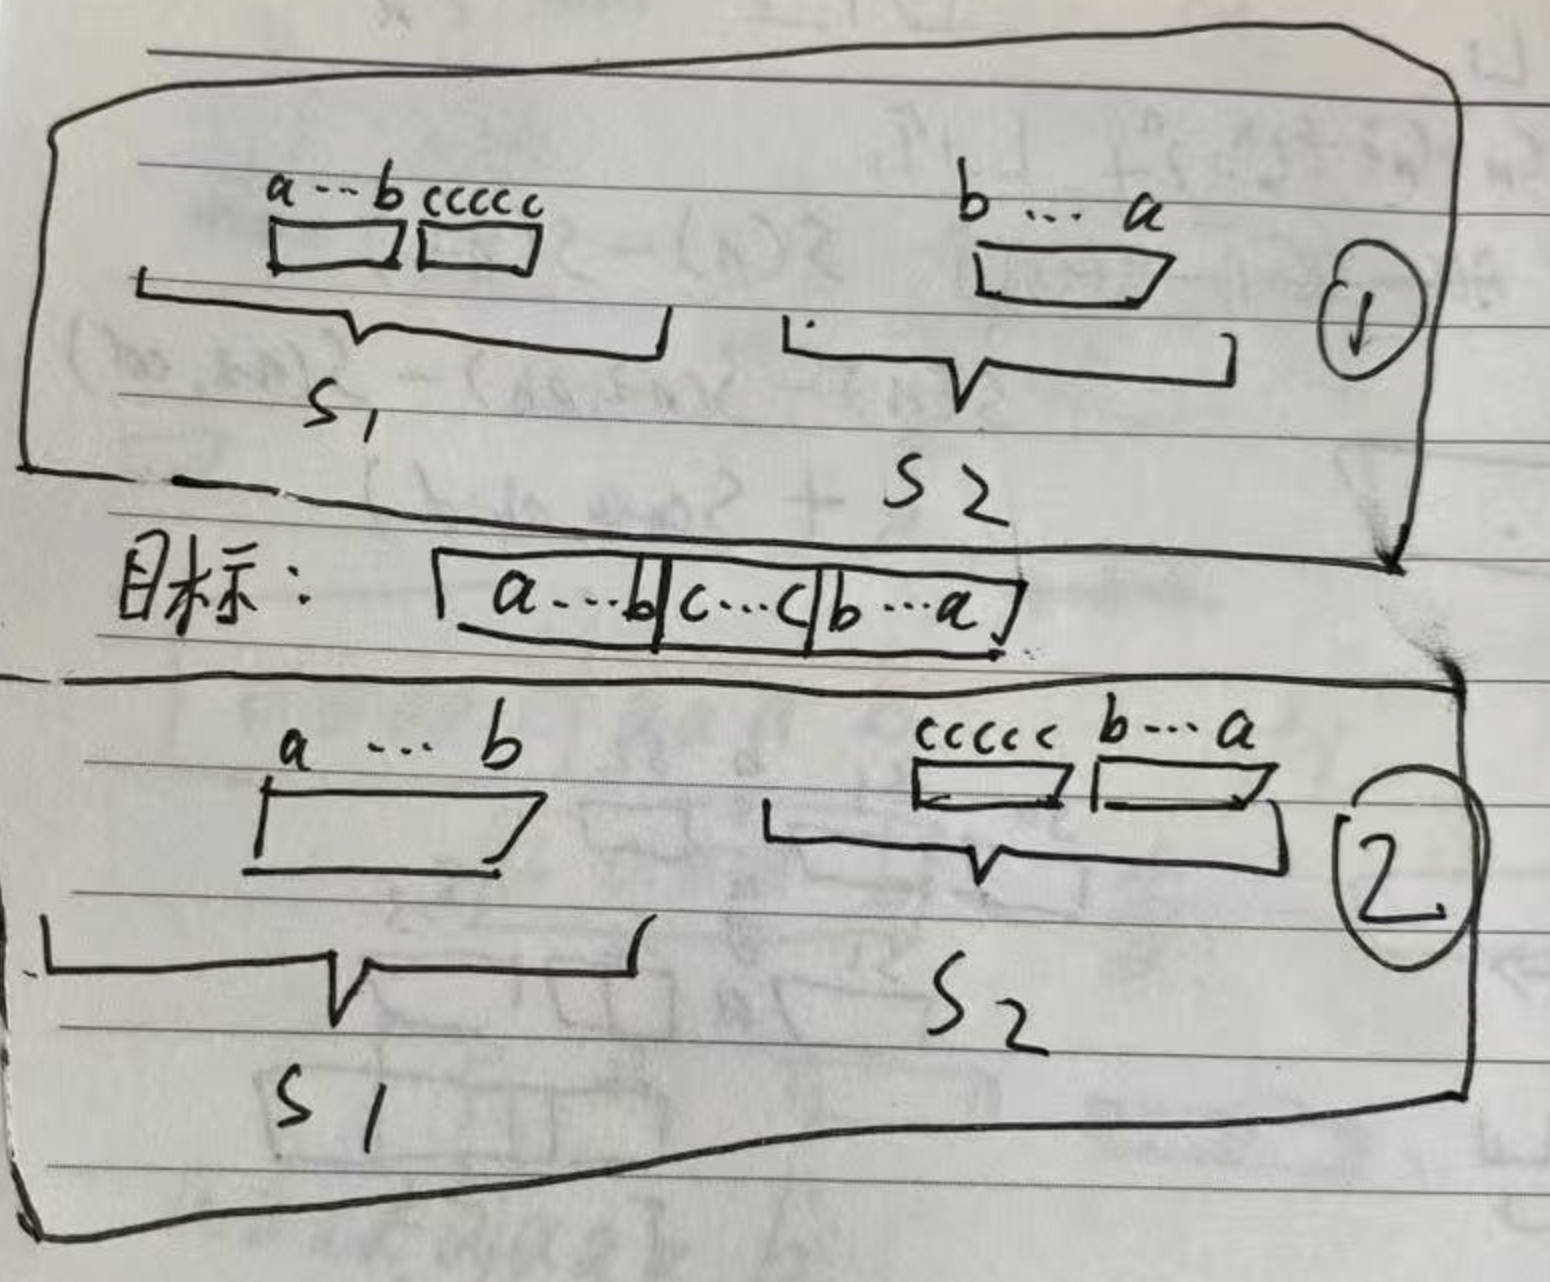 a ... b ccccc b ... a
①
S1 S2
目标: a...b c...c b...a
a ... b ccccc b...a
②
S1 S2